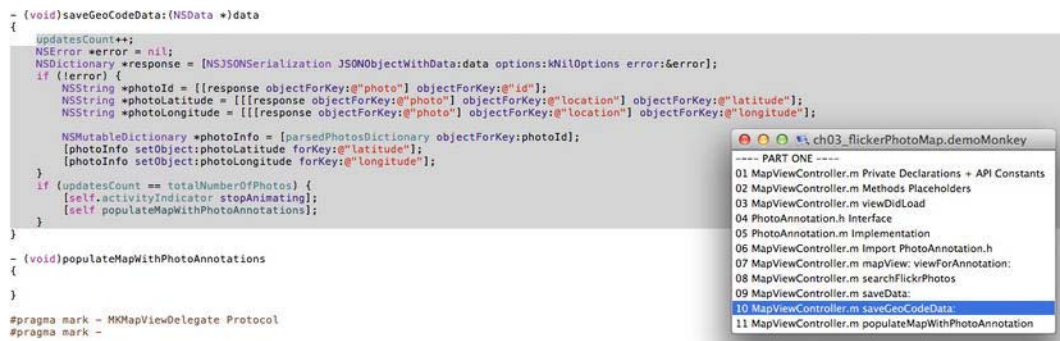 - (void)saveGeoCodeData:(NSData *)data
{
updatesCount++;
NSError *error = nil;
NSDictionary *response = [NSJSONSerialization JSONObjectWithData:data options:kNilOptions error:&error];
if (!error) {
NSString *photoId = [[response objectForKey:@"photo"] objectForKey:@"id"];
NSString *photoLatitude = [[[response objectForKey:@"photo"] objectForKey:@"location"] objectForKey:@"latitude"];
NSString *photoLongitude = [[[response objectForKey:@"photo"] objectForKey:@"location"] objectForKey:@"longitude"];
NSMutableDictionary *photoInfo = [parsedPhotosDictionary objectForKey:photoId];
[photoInfo setObject:photoLatitude forKey:@"latitude"];
[photoInfo setObject:photoLongitude forKey:@"longitude"];
}
if (updatesCount == totalNumberOfPhotos) {
[self.activityIndicator stopAnimating];
[self populateMapWithPhotoAnnotations];
}
}
- (void)populateMapWithPhotoAnnotations
{
}
#pragma mark - MKMapViewDelegate Protocol
#pragma mark -
ch03_flickerPhotoMap.demoMonkey
---- PART ONE ----
01 MapViewController.m Private Declarations + API Constants
02 MapViewController.m Methods Placeholders
03 MapViewController.m viewDidLoad
04 PhotoAnnotation.h Interface
05 PhotoAnnotation.m Implementation
06 MapViewController.m Import PhotoAnnotation.h
07 MapViewController.m mapView: viewForAnnotation:
08 MapViewController.m searchFlickrPhotos
09 MapViewController.m saveData:
10 MapViewController.m saveGeoCodeData:
11 MapViewController.m populateMapWithPhotoAnnotation